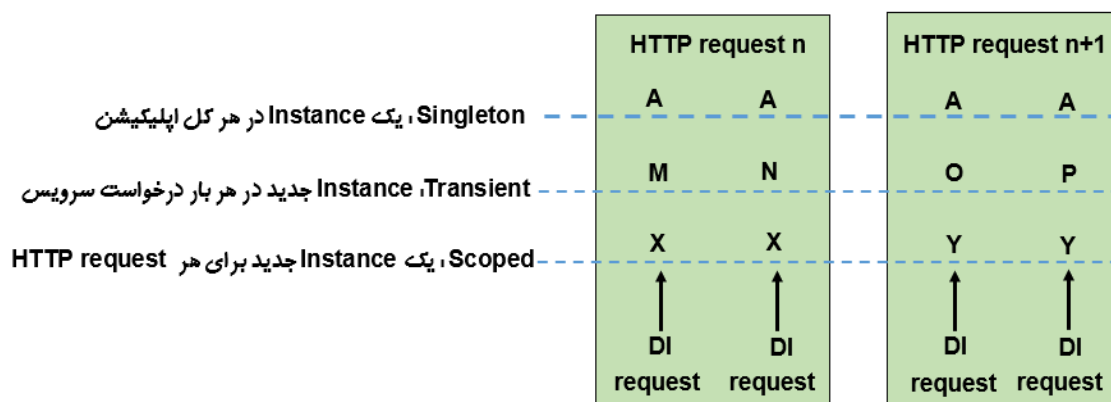 HTTP request n
HTTP request n+1
Singleton، یک Instance در هر کل اپلیکیشن
A A A A
Transient، Instance جدید در هر بار درخواست سرویس
M N O P
Scoped، یک Instance جدید برای هر HTTP request
X X Y Y
DI DI DI DI
request request request request